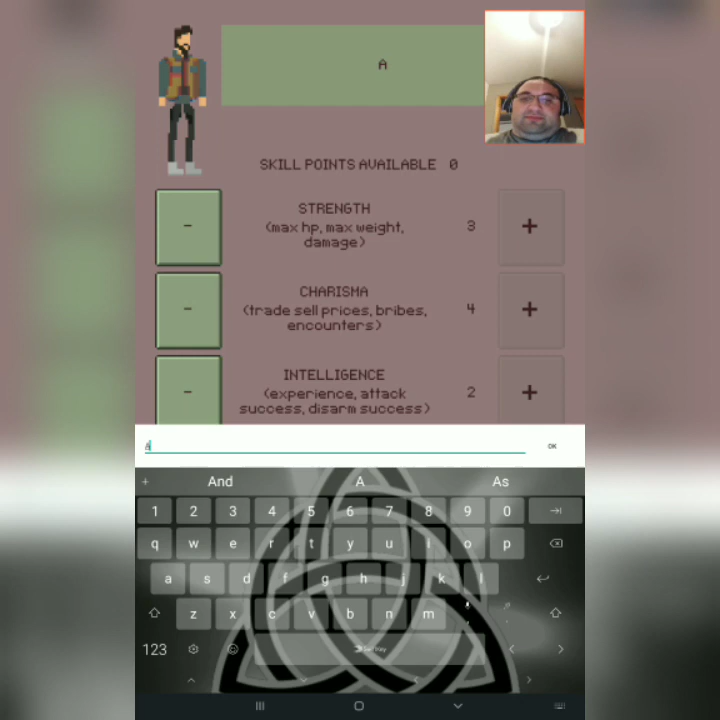 A
SKILL POINTS AVAILABLE 0
- STRENGTH 3 +
(max hp, max weight,
damage)
- CHARISMA 4 +
(trade sell prices, bribes,
encounters)
- INTELLIGENCE 2 +
(experience, attack
success, disarm success)
A OK
+ And A As
1 2 3 4 5 6 7 8 9 0
q w e r t y u i o p
a s d f g h j k l
z x c v b n m
123